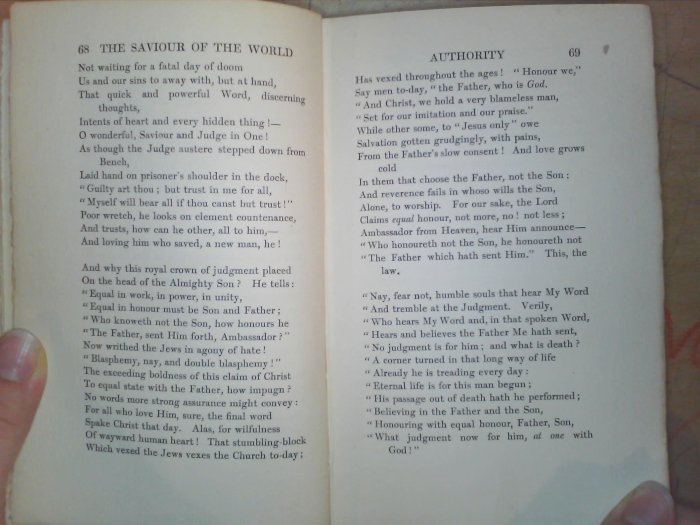 68 THE SAVIOUR OF THE WORLD
Not waiting for a fatal day of doom
Us and our sins to away with, but at hand,
That quick and powerful Word, discerning
thoughts,
Intents of heart and every hidden thing !—
O wonderful, Saviour and Judge in One !
As though the Judge austere stepped down from
Bench,
Laid hand on prisoner's shoulder in the dock,
" Guilty art thou ; but trust in me for all,
" Myself will bear all if thou canst but trust ! "
Poor wretch, he looks on clement countenance,
And trusts, how can he other, all to him,—
And loving him who saved, a new man, he !
And why this royal crown of judgment placed
On the head of the Almighty Son ? He tells :
" Equal in work, in power, in unity,
" Equal in honour must be Son and Father ;
" Who knoweth not the Son, how honours he
" The Father, sent Him forth, Ambassador ? "
Now writhed the Jews in agony of hate !
" Blasphemy, nay, and double blasphemy ! "
The exceeding boldness of this claim of Christ
To equal state with the Father, how impugn ?
No words more strong assurance might convey :
For all who love Him, sure, the final word
Spake Christ that day. Alas, for wilfulness
Of wayward human heart ! That stumbling-block
Which vexed the Jews vexes the Church to-day ;
AUTHORITY 69
Has vexed throughout the ages ! " Honour we,"
Say men to-day, " the Father, who is God.
" And Christ, we hold a very blameless man,
" Set for our imitation and our praise."
While other some, to " Jesus only " owe
Salvation gotten grudgingly, with pains,
From the Father's slow consent ! And love grows
cold
In them that choose the Father, not the Son :
And reverence fails in whoso wills the Son,
Alone, to worship. For our sake, the Lord
Claims equal honour, not more, no ! not less ;
Ambassador from Heaven, hear Him announce—
" Who honoureth not the Son, he honoureth not
" The Father which hath sent Him." This, the
law.
" Nay, fear not, humble souls that hear My Word
" And tremble at the Judgment. Verily,
" Who hears My Word and, in that spoken Word,
" Hears and believes the Father Me hath sent,
" No judgment is for him ; and what is death ?
" A corner turned in that long way of life
" Already he is treading every day :
" Eternal life is for this man begun ;
" His passage out of death hath he performed ;
" Believing in the Father and the Son,
" Honouring with equal honour, Father, Son,
" What judgment now for him, at one with
God ! "